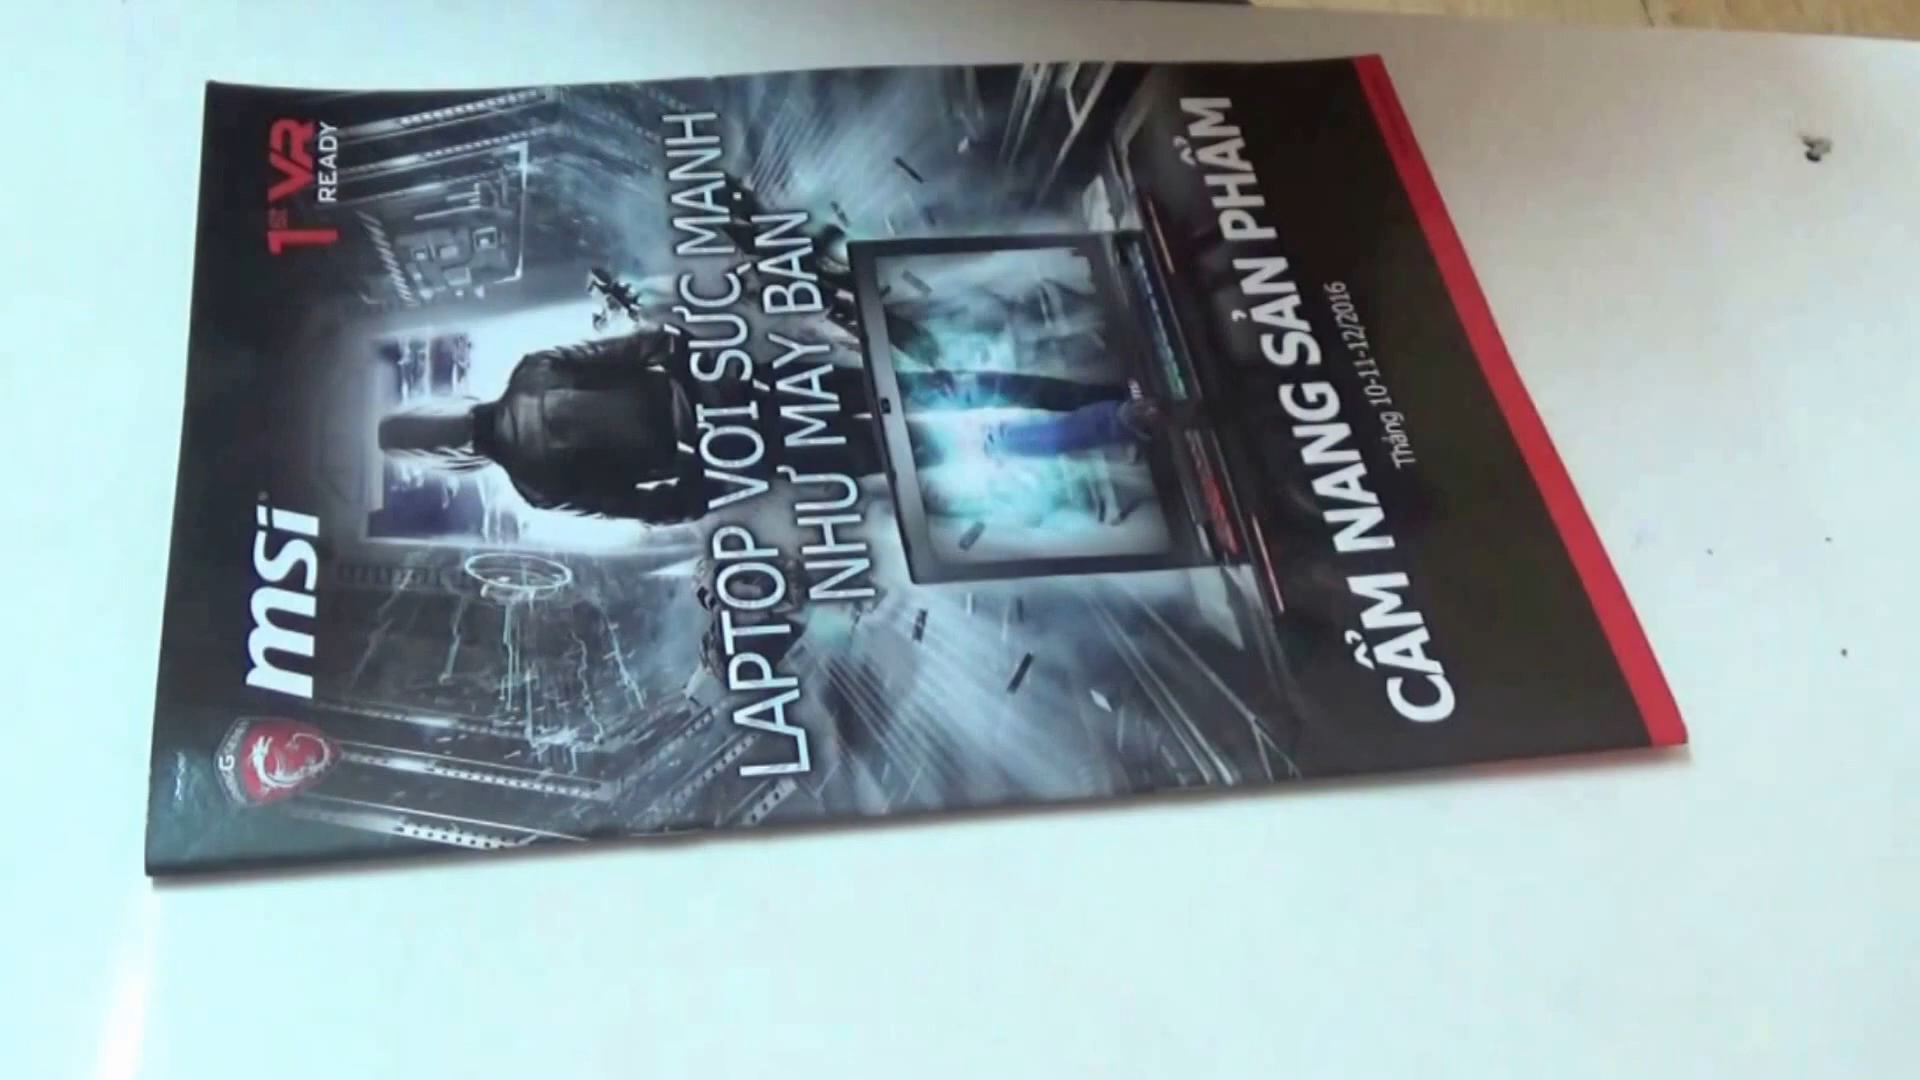 msi
1ST VR
READY
LAPTOP VỚI SỨC MẠNH
NHƯ MÁY BÀN
CẨM NANG SẢN PHẨM
Tháng 10-11-12/2016